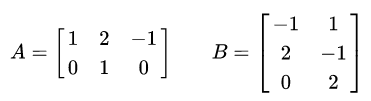 A = [1 2 −1; 0 1 0]
B = [−1 1; 2 −1; 0 2]